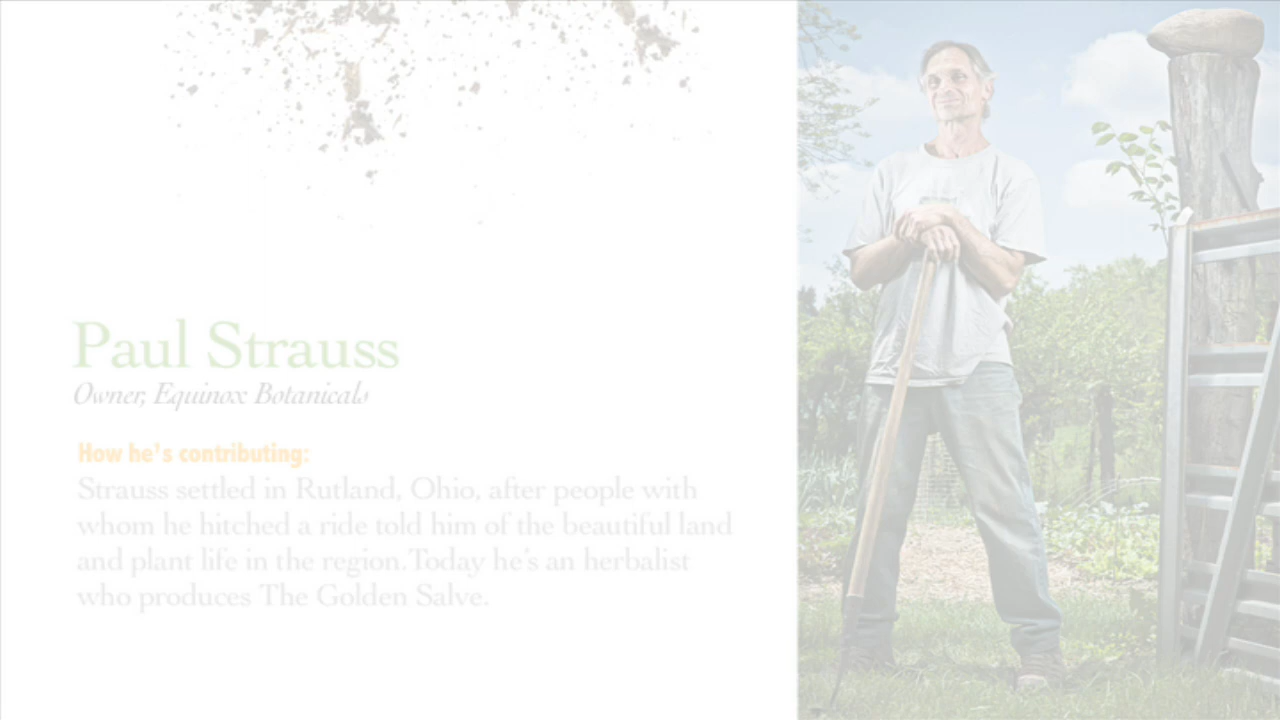 Paul Strauss
Owner, Equinox Botanicals
How he's contributing:
Strauss settled in Rutland, Ohio, after people with
whom he hitched a ride told him of the beautiful land
and plant life in the region. Today he's an herbalist
who produces The Golden Salve.